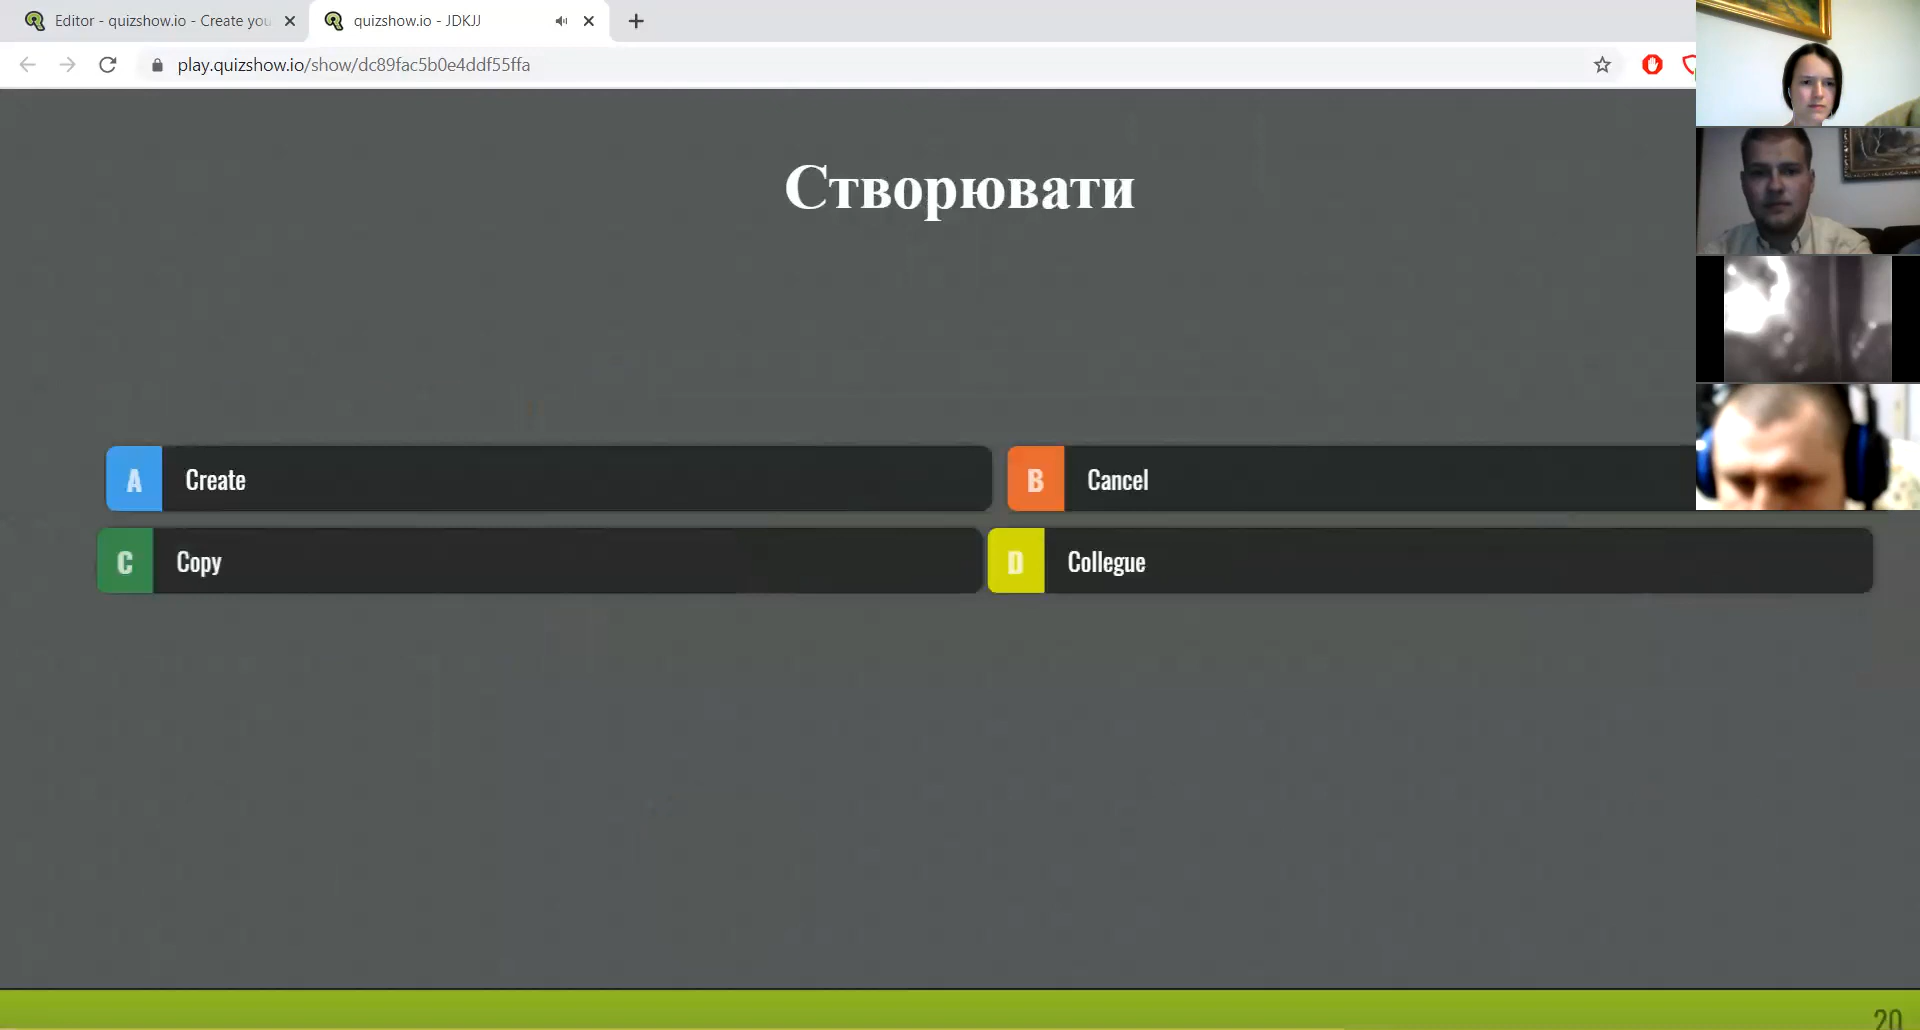 Editor - quizshow.io - Create you
quizshow.io - JDKJJ
play.quizshow.io/show/dc89fac5b0e4ddf55ffa
Створювати
A Create
B Cancel
C Copy
D Collegue
20